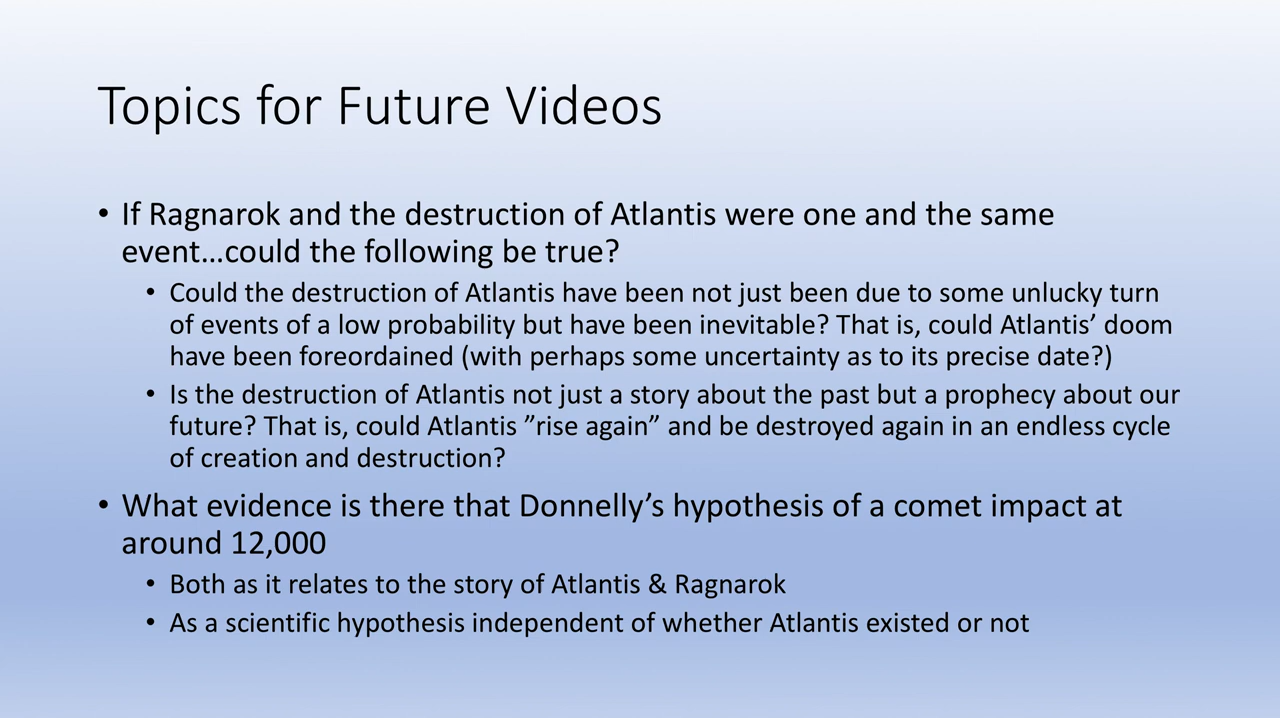 Topics for Future Videos
• If Ragnarok and the destruction of Atlantis were one and the same
event…could the following be true?
• Could the destruction of Atlantis have been not just been due to some unlucky turn
of events of a low probability but have been inevitable? That is, could Atlantis’ doom
have been foreordained (with perhaps some uncertainty as to its precise date?)
• Is the destruction of Atlantis not just a story about the past but a prophecy about our
future? That is, could Atlantis ”rise again” and be destroyed again in an endless cycle
of creation and destruction?
• What evidence is there that Donnelly’s hypothesis of a comet impact at
around 12,000
• Both as it relates to the story of Atlantis & Ragnarok
• As a scientific hypothesis independent of whether Atlantis existed or not